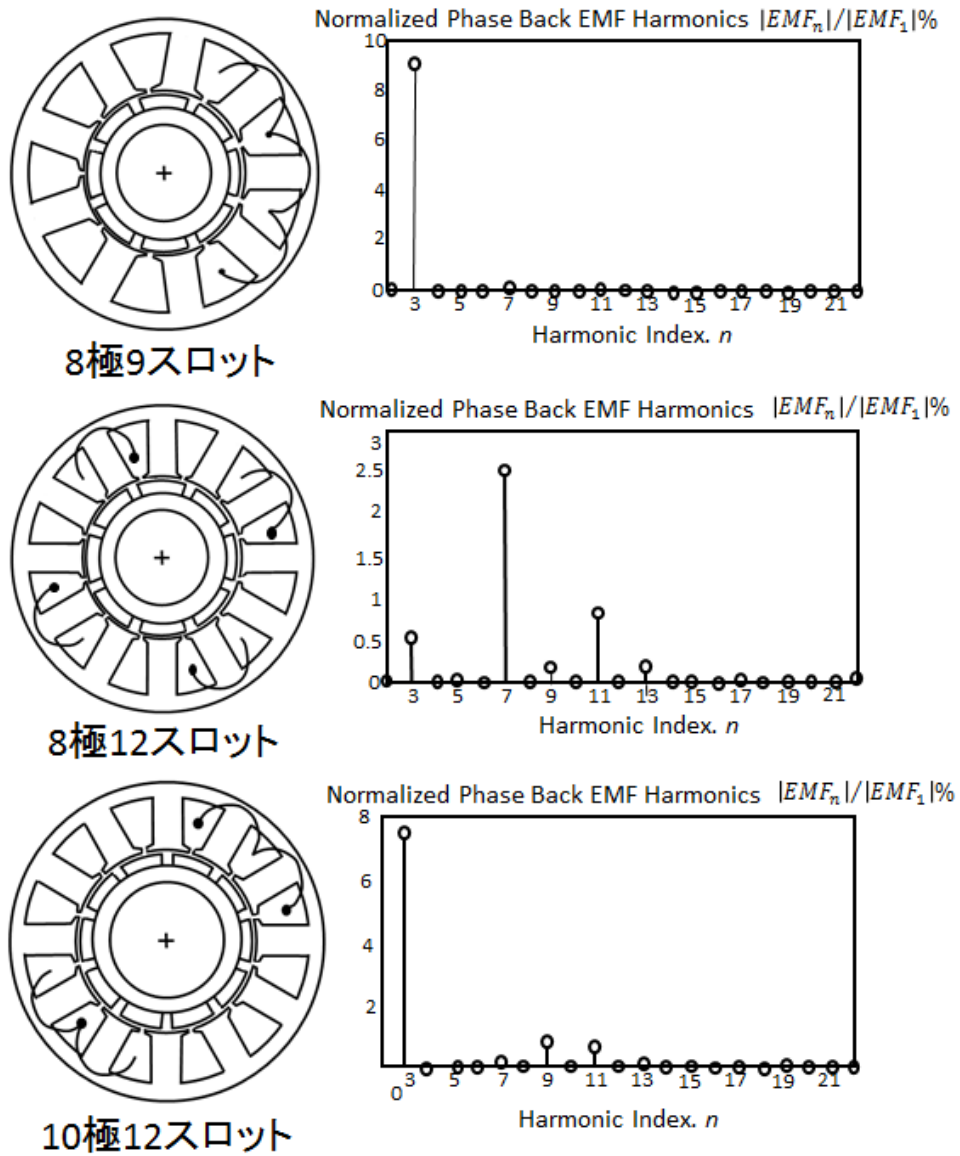 Normalized Phase Back EMF Harmonics |EMFₙ|/|EMF₁|%
10
8
6
4
2
0
3 5 7 9 11 13 15 17 19 21
Harmonic Index. n
8極9スロット
Normalized Phase Back EMF Harmonics |EMFₙ|/|EMF₁|%
3
2.5
2
1.5
1
0.5
0
3 5 7 9 11 13 15 17 19 21
Harmonic Index. n
8極12スロット
Normalized Phase Back EMF Harmonics |EMFₙ|/|EMF₁|%
8
6
4
2
0
3 5 7 9 11 13 15 17 19 21
Harmonic Index. n
10極12スロット